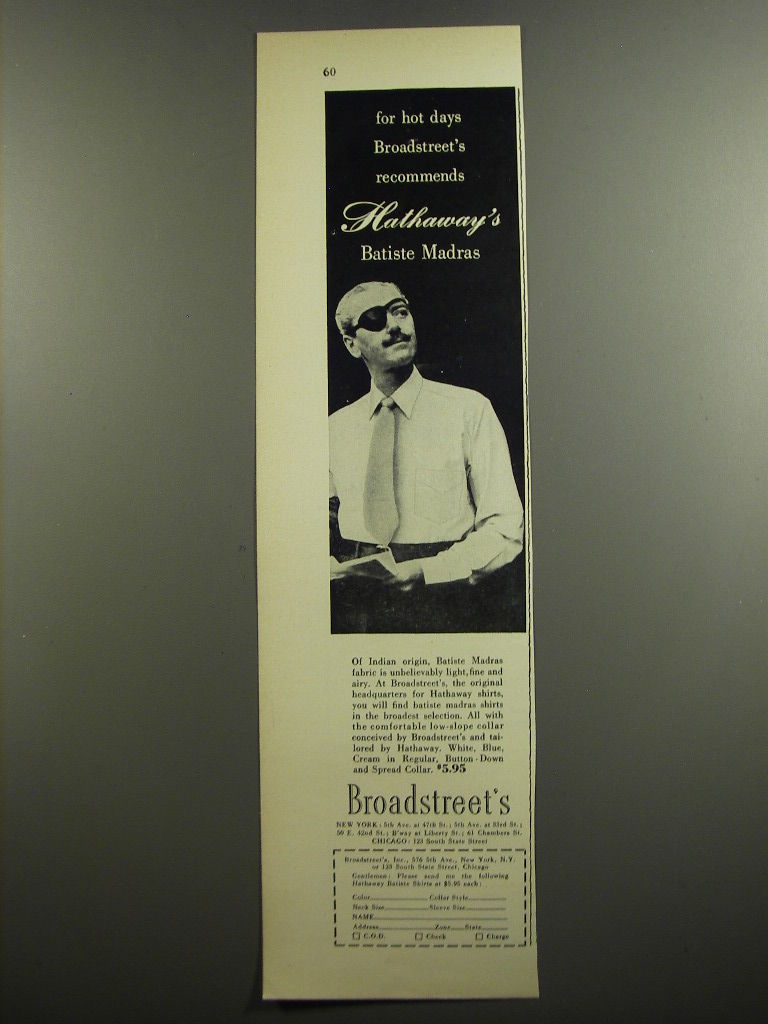 60
for hot days
Broadstreet's
recommends
Hathaway's
Batiste Madras
Of Indian origin, Batiste Madras
fabric is unbelievably light, fine and
airy. At Broadstreet's, the original
headquarters for Hathaway shirts,
you will find batiste madras shirts
in the broadest selection. All with
the comfortable low-slope collar
conceived by Broadstreet's and tai-
lored by Hathaway. White, Blue,
Cream in Regular, Button-Down
and Spread Collar. $5.95
Broadstreet's
NEW YORK: 5th Ave. at 47th St.; 5th Ave. at 33rd St.;
50 E. 42nd St.; B'way at Liberty St.; 61 Chambers St.
CHICAGO: 123 South State Street
Broadstreet's, Inc., 576 5th Ave., New York, N.Y.
or 123 South State Street, Chicago
Gentlemen: Please send me the following
Hathaway Batiste Shirts at $5.95 each:
Color Collar Style
Neck Size Sleeve Size
NAME
Address Zone State
C.O.D. Check Charge